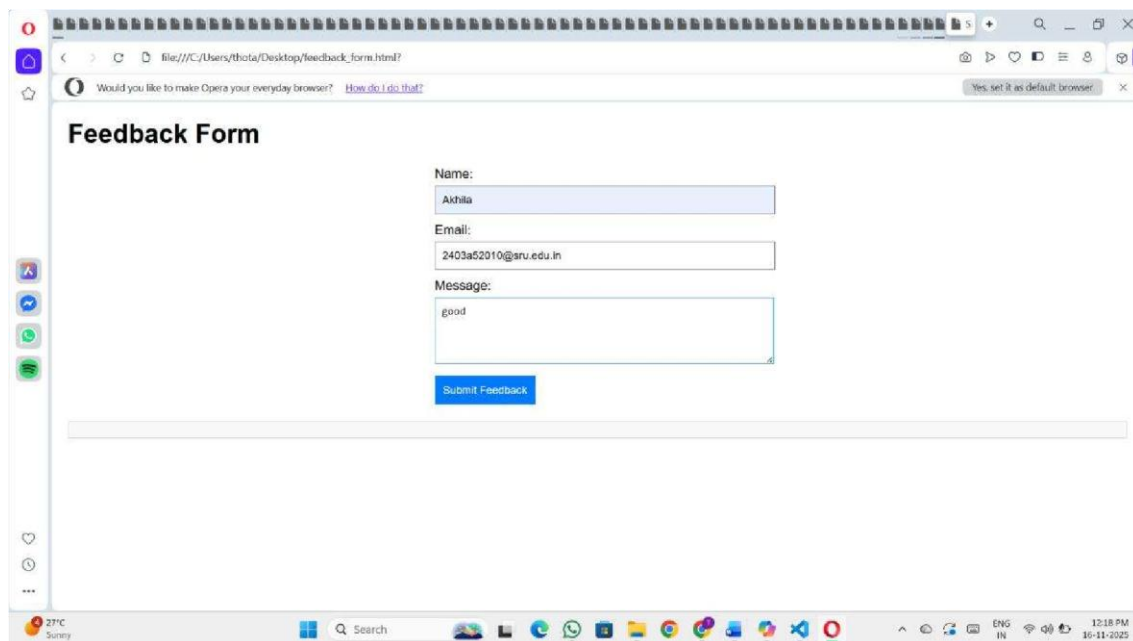 S
file:///C:/Users/thota/Desktop/feedback_form.html?
Would you like to make Opera your everyday browser? How do I do that? Yes, set it as default browser
Feedback Form
Name:
Akhila
Email:
2403a52010@sru.edu.in
Message:
good
Submit Feedback
4
27°C
Sunny
Search
ENG
IN
12:18 PM
16-11-2025